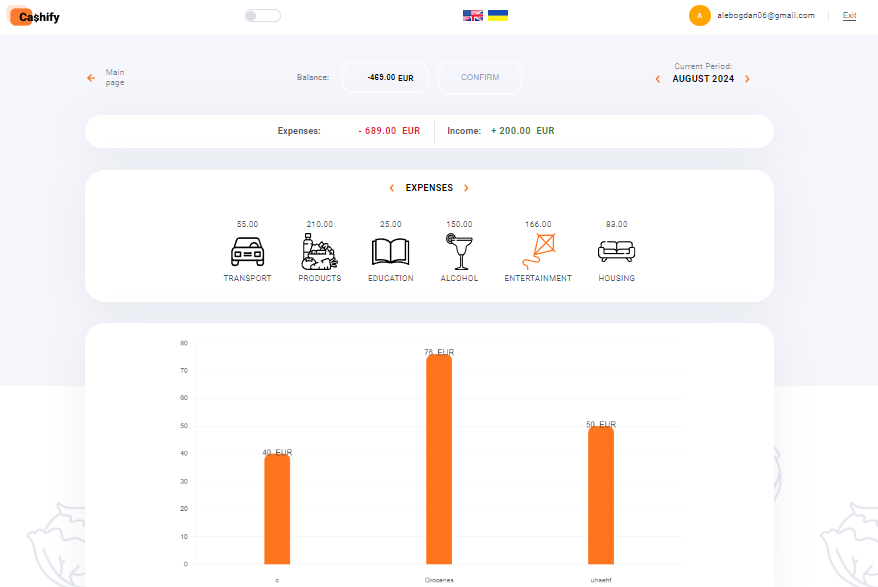 Ca$hify
A
alebogdan06@gmail.com
Exit
Main
page
Balance:
-469.00 EUR
CONFIRM
Current Period:
AUGUST 2024
Expenses:
- 689.00 EUR
Income:
+ 200.00 EUR
EXPENSES
55.00
210.00
25.00
150.00
166.00
83.00
TRANSPORT
PRODUCTS
EDUCATION
ALCOHOL
ENTERTAINMENT
HOUSING
80
70
60
50
40
30
20
10
0
40 EUR
76 EUR
50 EUR
c
Groceries
uhsehf